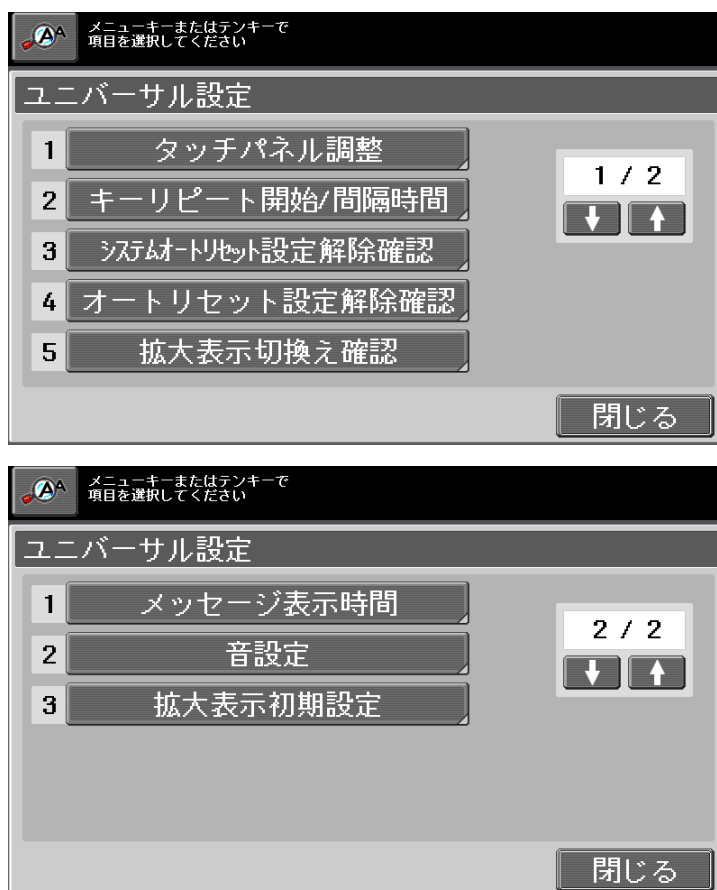 メニューキーまたはテンキーで
項目を選択してください
ユニバーサル設定
1 タッチパネル調整
1 / 2
2 キーリピート開始/間隔時間
3 システムオートリセット設定解除確認
4 オートリセット設定解除確認
5 拡大表示切換え確認
閉じる
メニューキーまたはテンキーで
項目を選択してください
ユニバーサル設定
1 メッセージ表示時間
2 / 2
2 音設定
3 拡大表示初期設定
閉じる